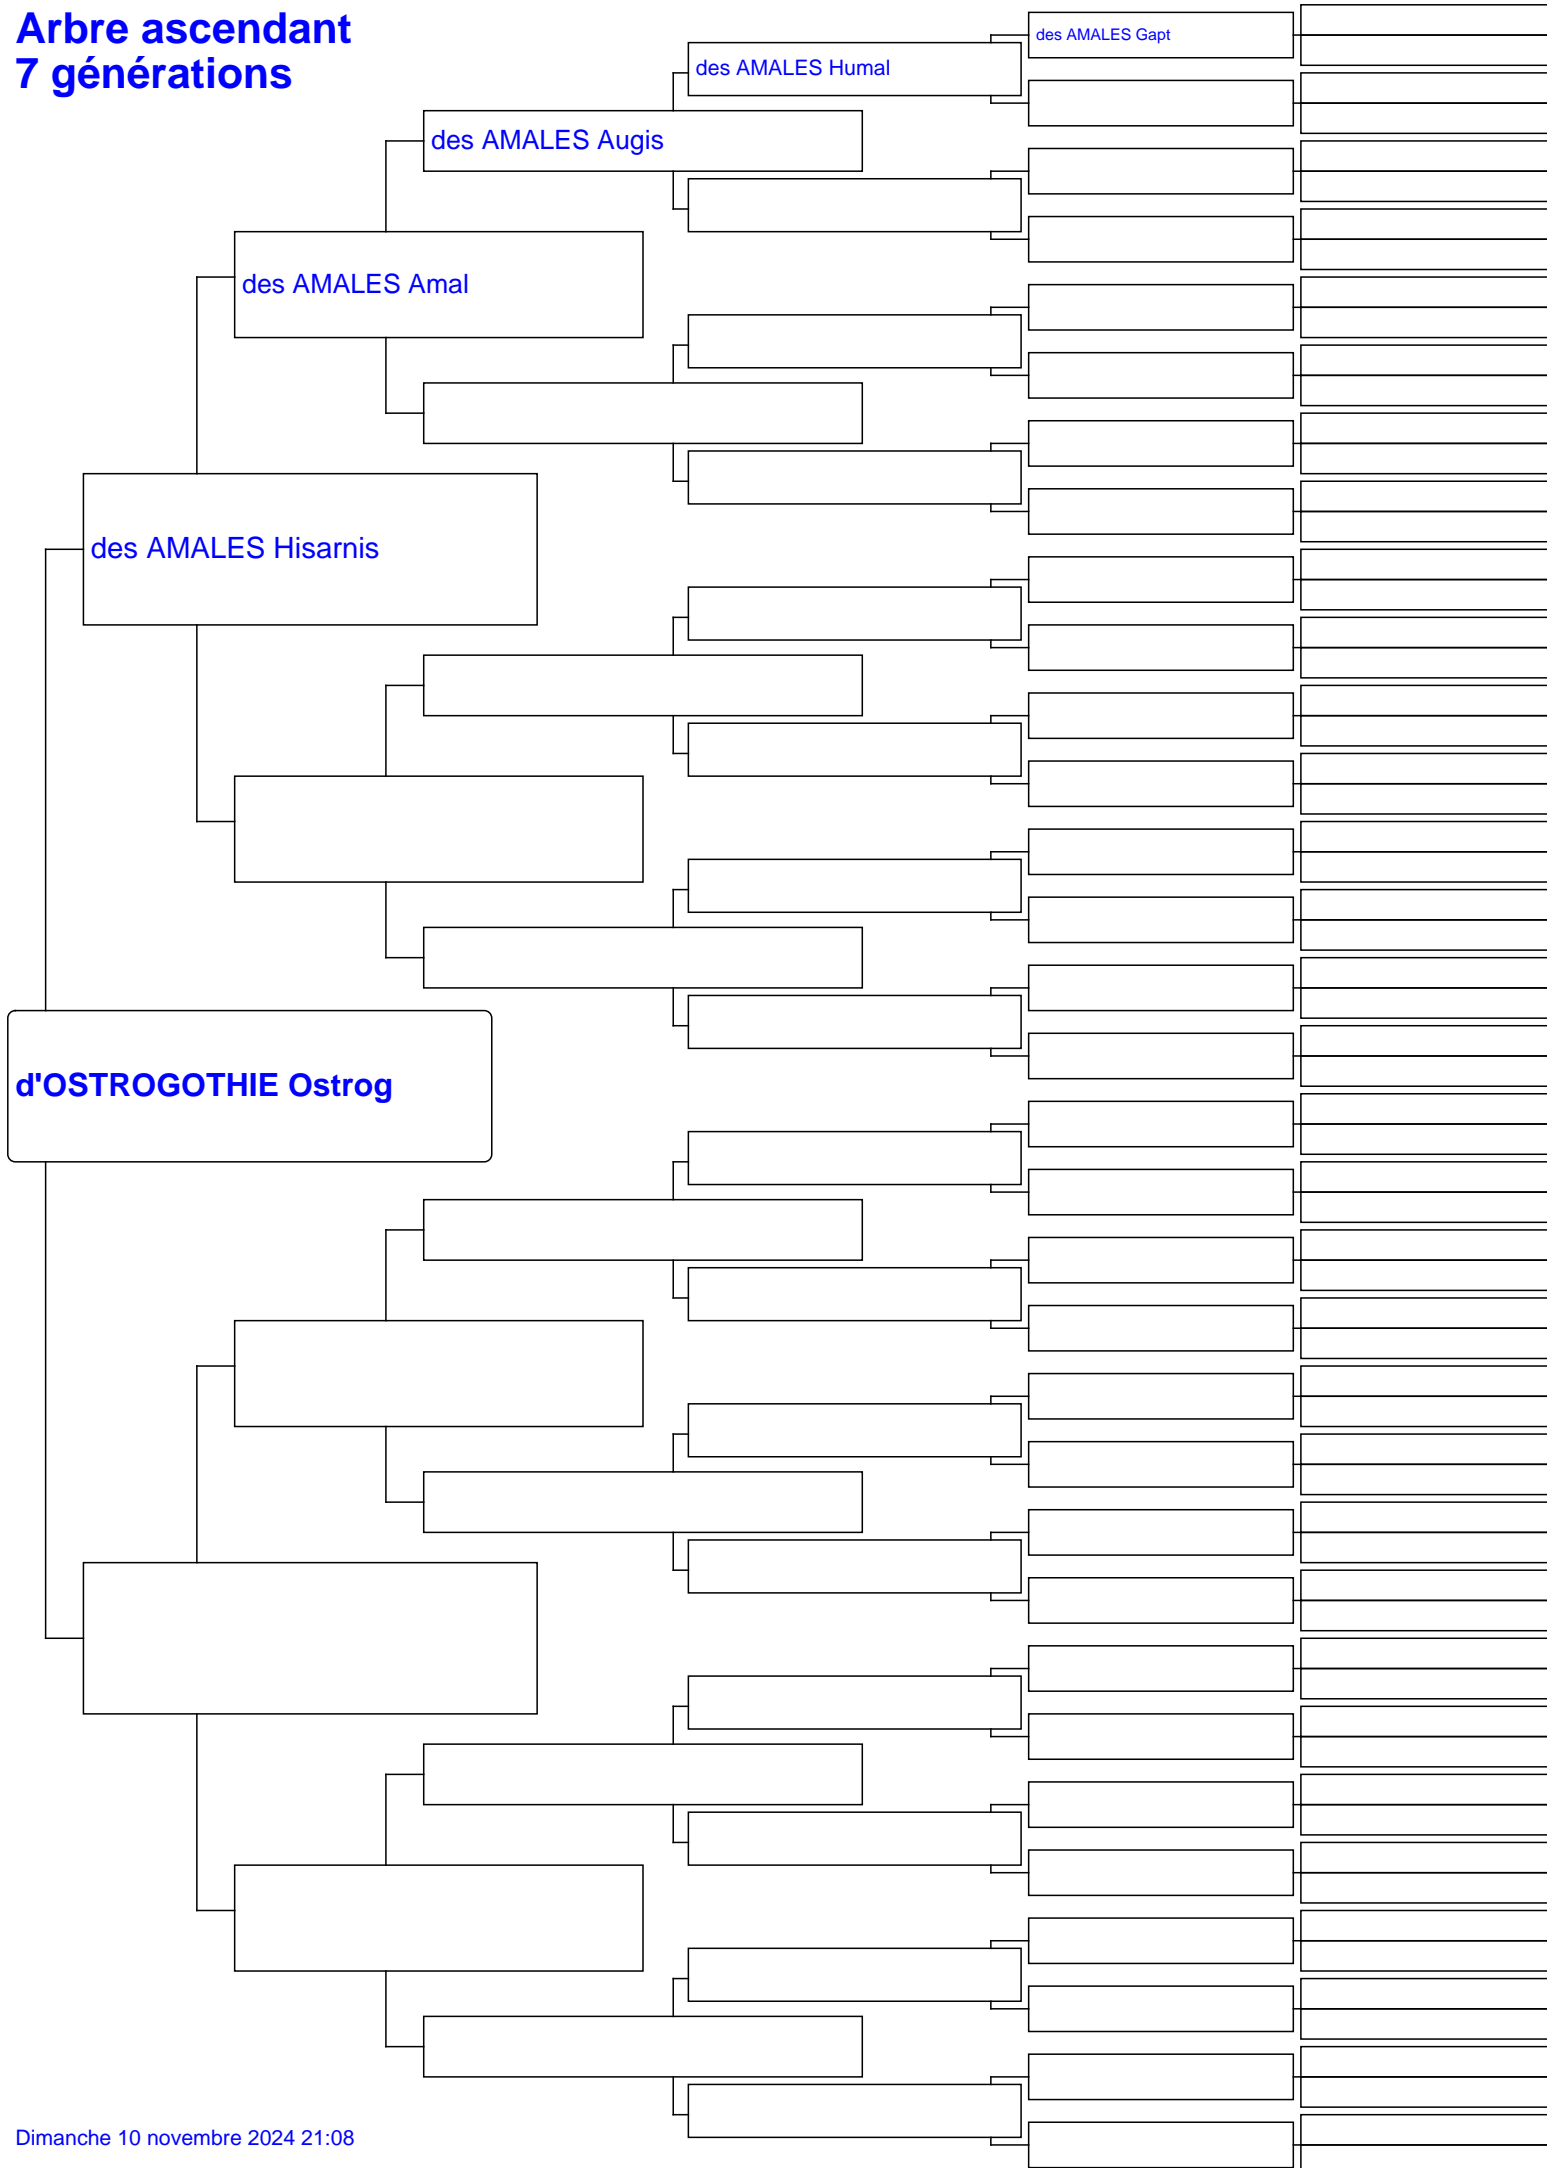 Arbre ascendant
7 générations
des AMALES Gapt
des AMALES Humal
des AMALES Augis
des AMALES Amal
des AMALES Hisarnis
d'OSTROGOTHIE Ostrog
Dimanche 10 novembre 2024 21:08